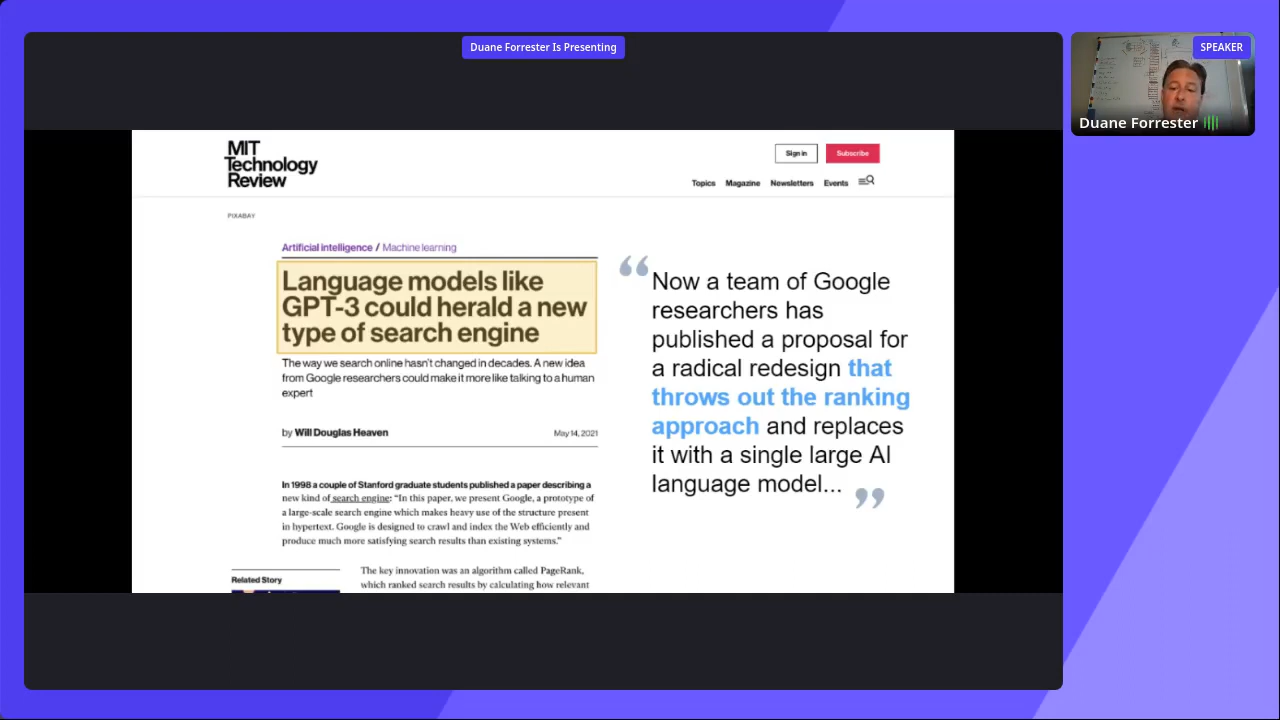 Duane Forrester Is Presenting
SPEAKER
Duane Forrester
MIT
Technology
Review
Sign in
Subscribe
Topics
Magazine
Newsletters
Events
PIXABAY
Artificial intelligence / Machine learning
Language models like
GPT-3 could herald a new
type of search engine
The way we search online hasn't changed in decades. A new idea
from Google researchers could make it more like talking to a human
expert
by Will Douglas Heaven
May 14, 2021
In 1998 a couple of Stanford graduate students published a paper describing a
new kind of search engine: “In this paper, we present Google, a prototype of
a large-scale search engine which makes heavy use of the structure present
in hypertext. Google is designed to crawl and index the Web efficiently and
produce much more satisfying search results than existing systems.”
Related Story
The key innovation was an algorithm called PageRank,
which ranked search results by calculating how relevant
“Now a team of Google
researchers has
published a proposal for
a radical redesign that
throws out the ranking
approach and replaces
it with a single large AI
language model...”